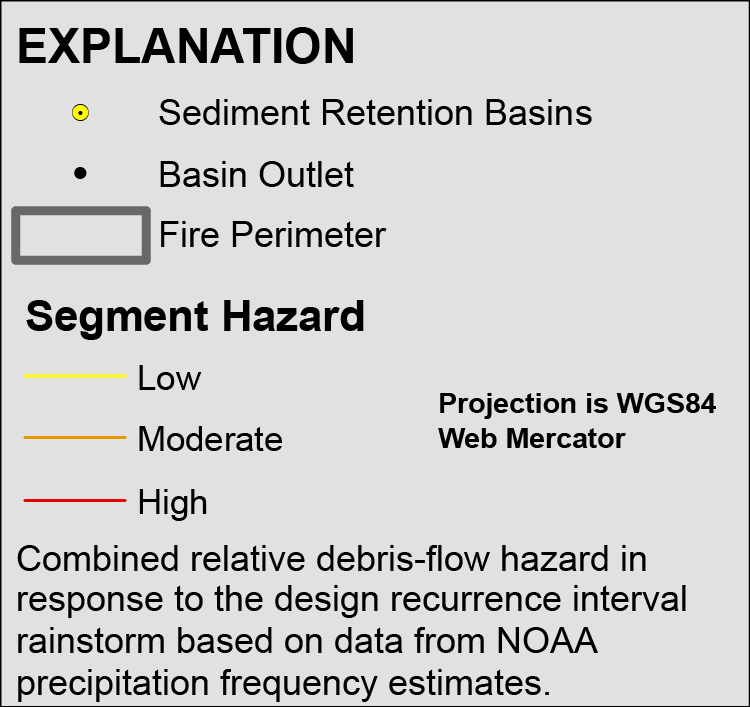 EXPLANATION
Sediment Retention Basins
Basin Outlet
Fire Perimeter
Segment Hazard
Low
Moderate
High
Projection is WGS84
Web Mercator
Combined relative debris-flow hazard in
response to the design recurrence interval
rainstorm based on data from NOAA
precipitation frequency estimates.